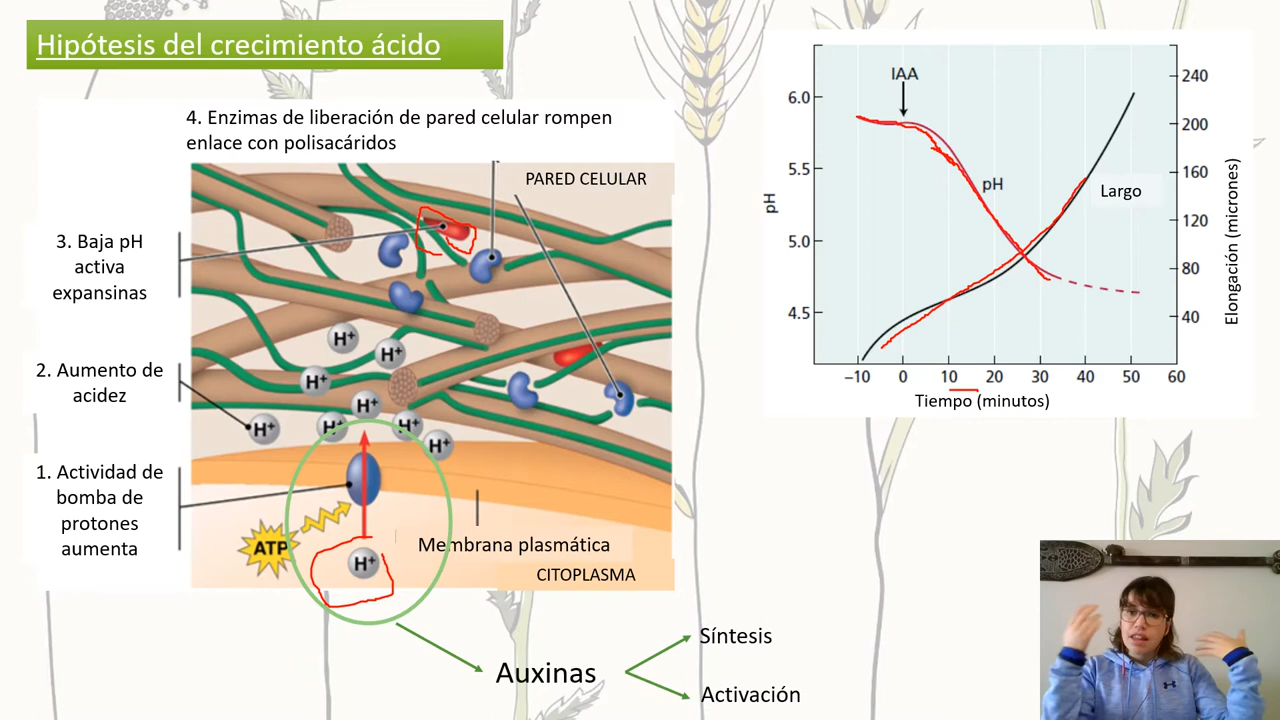 Hipótesis del crecimiento ácido
4. Enzimas de liberación de pared celular rompen
enlace con polisacáridos
PARED CELULAR
3. Baja pH
activa
expansinas
2. Aumento de
acidez
1. Actividad de
bomba de
protones
aumenta
H+
H+
H+
H+
H+
H+
H+
H+
ATP
H+
Membrana plasmática
CITOPLASMA
Auxinas
Síntesis
Activación
IAA
6.0
5.5
5.0
4.5
pH
pH
Largo
240
200
160
120
80
40
Elongación (micrones)
−10 0 10 20 30 40 50 60
Tiempo (minutos)